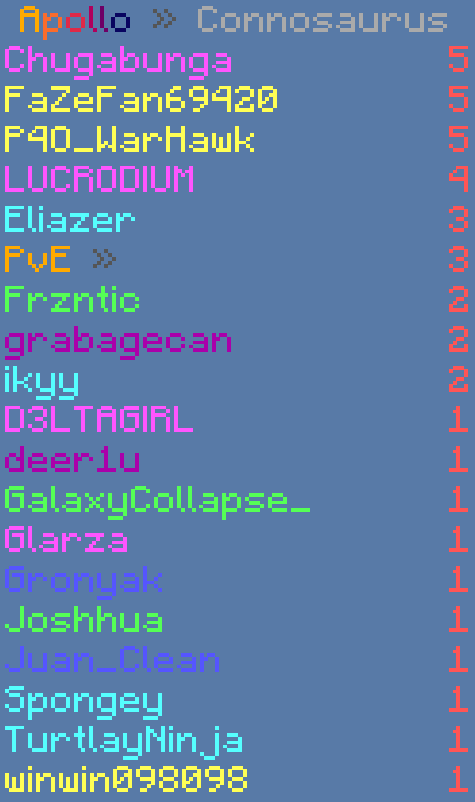 Apollo » Connosaurus
Chugabunga 5
FaZeFan69420 5
P40_WarHawk 5
LUCRODIUM 4
Eliazer 3
PvE » 3
Frzntic 2
grabagecan 2
ikyy 2
D3LTAGIRL 1
deer1u 1
GalaxyCollapse_ 1
Glarza 1
Gronyak 1
Joshhua 1
Juan_Clean 1
Spongey 1
TurtlayNinja 1
winwin098098 1